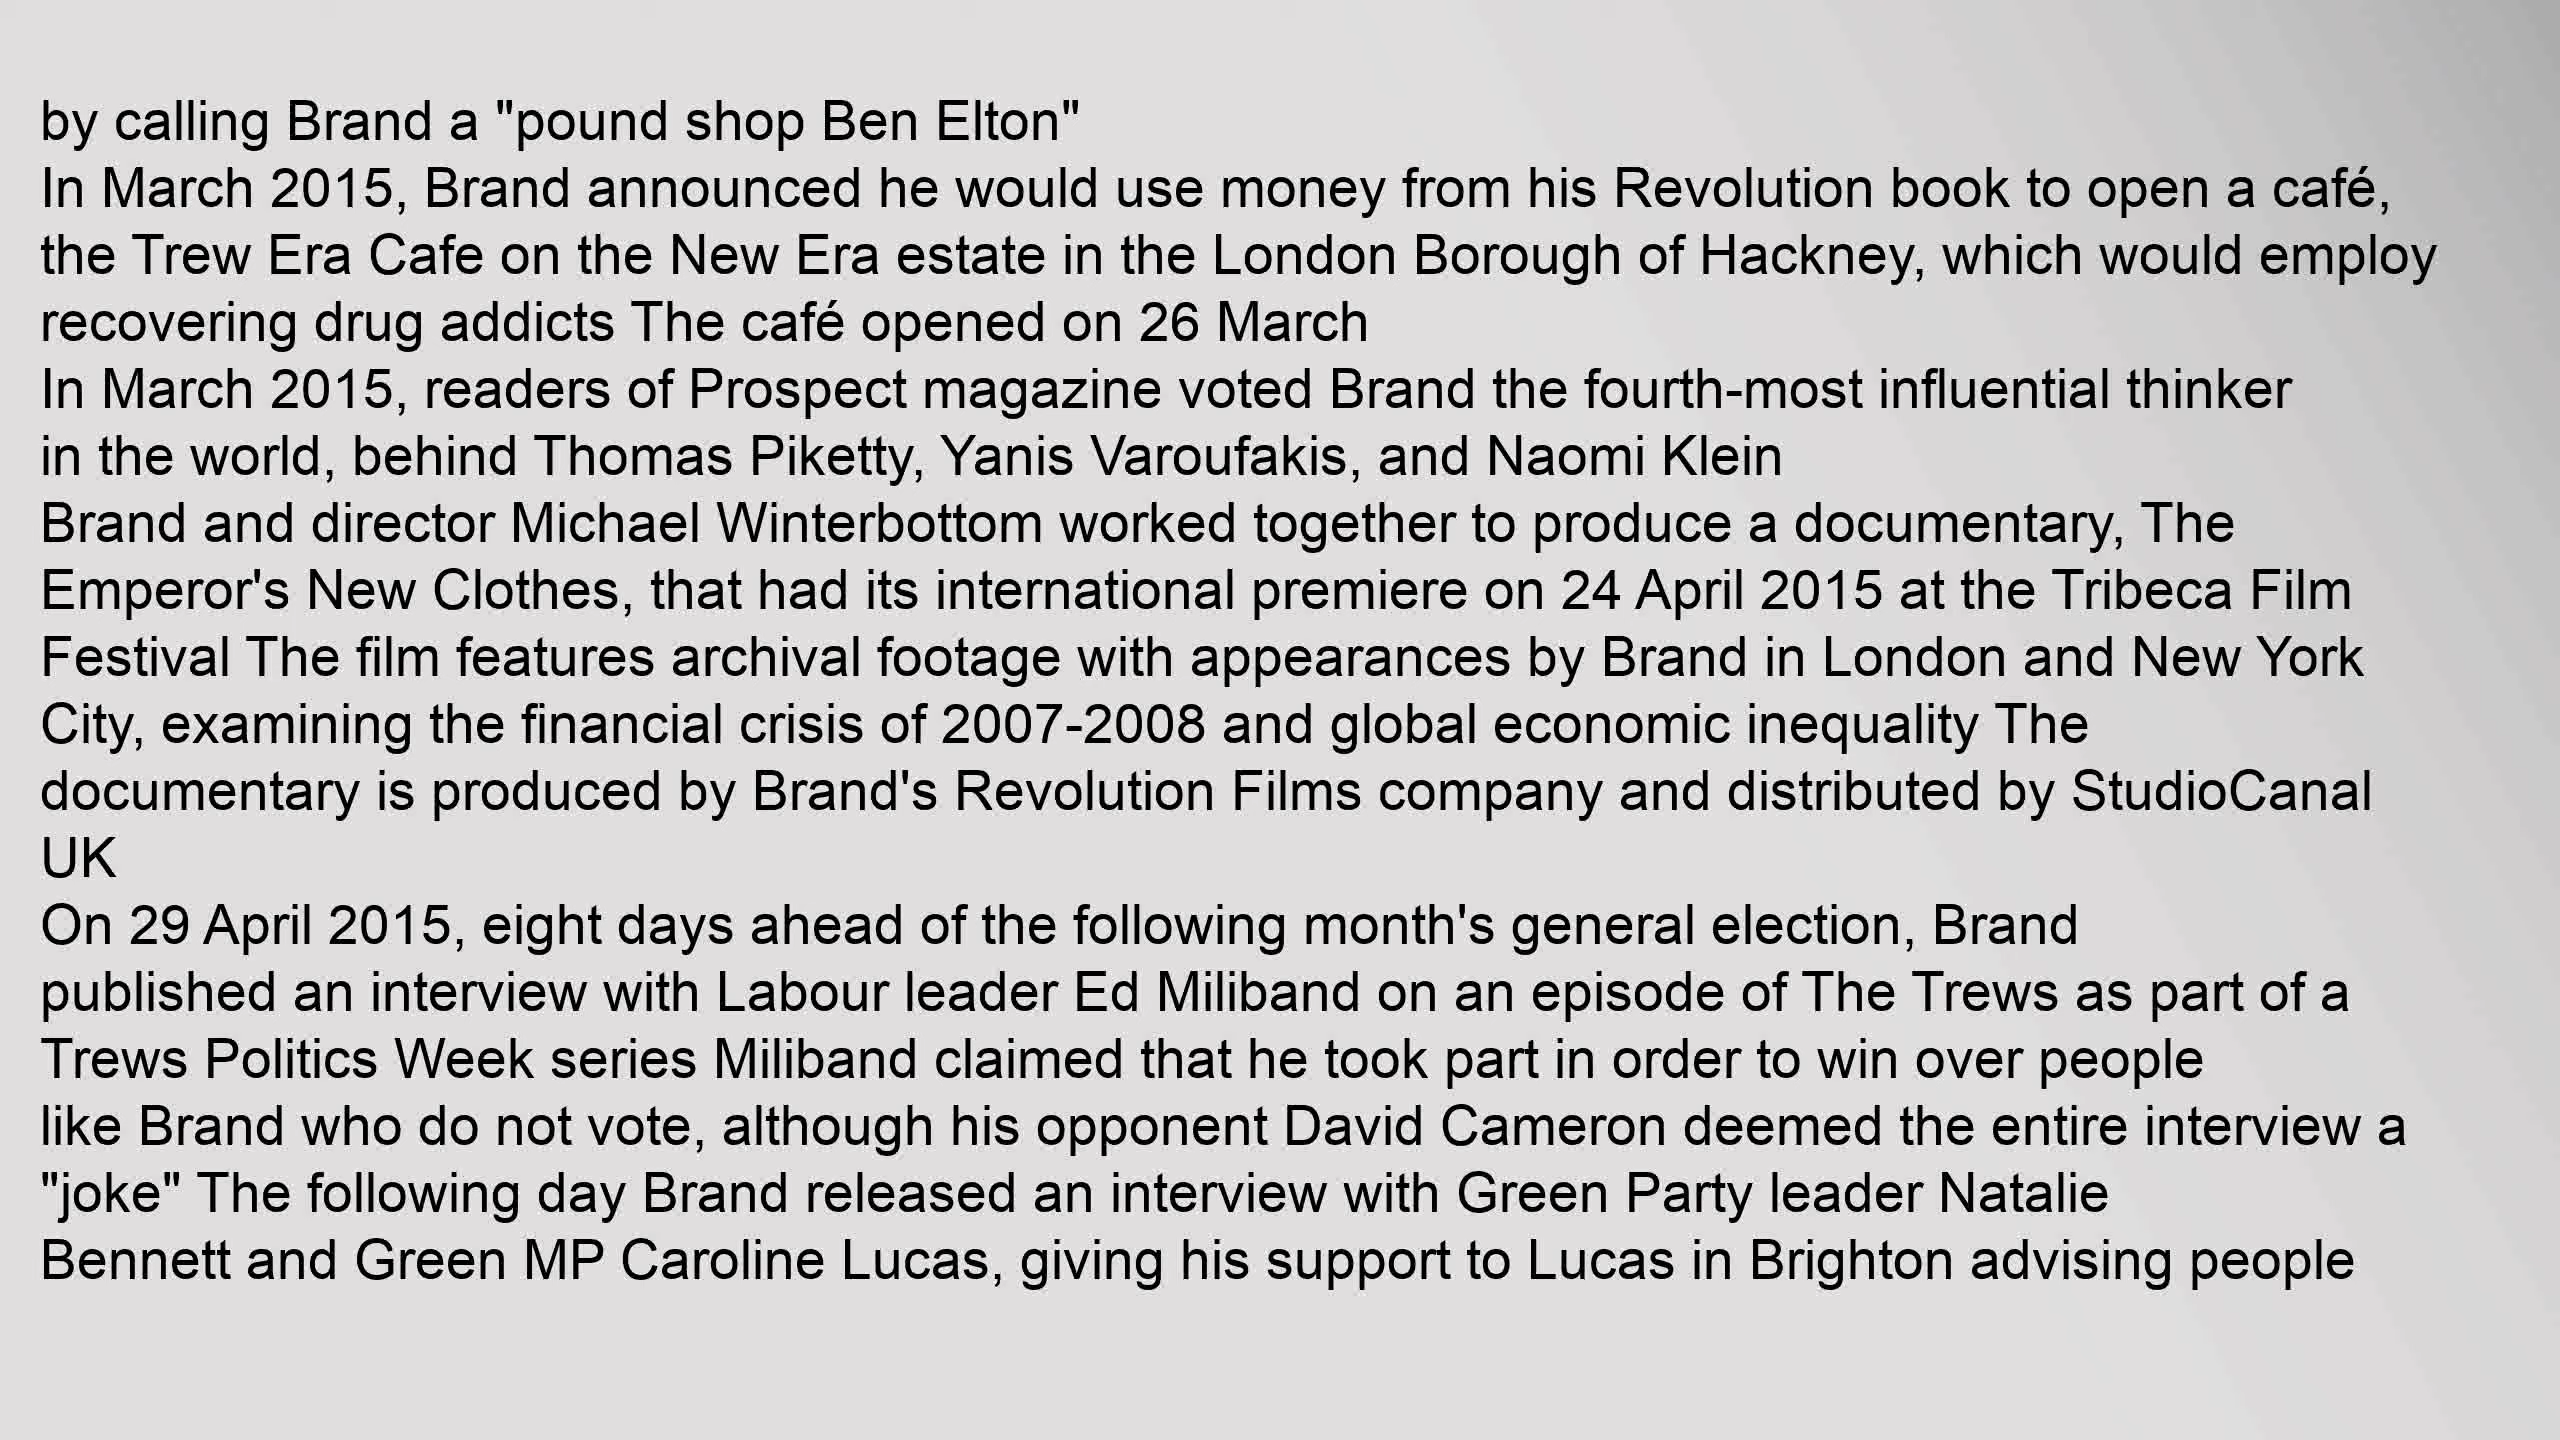 by calling Brand a "pound shop Ben Elton"
In March 2015, Brand announced he would use money from his Revolution book to open a café,
the Trew Era Cafe on the New Era estate in the London Borough of Hackney, which would employ
recovering drug addicts The café opened on 26 March
In March 2015, readers of Prospect magazine voted Brand the fourth-most influential thinker
in the world, behind Thomas Piketty, Yanis Varoufakis, and Naomi Klein
Brand and director Michael Winterbottom worked together to produce a documentary, The
Emperor's New Clothes, that had its international premiere on 24 April 2015 at the Tribeca Film
Festival The film features archival footage with appearances by Brand in London and New York
City, examining the financial crisis of 2007-2008 and global economic inequality The
documentary is produced by Brand's Revolution Films company and distributed by StudioCanal
UK
On 29 April 2015, eight days ahead of the following month's general election, Brand
published an interview with Labour leader Ed Miliband on an episode of The Trews as part of a
Trews Politics Week series Miliband claimed that he took part in order to win over people
like Brand who do not vote, although his opponent David Cameron deemed the entire interview a
"joke" The following day Brand released an interview with Green Party leader Natalie
Bennett and Green MP Caroline Lucas, giving his support to Lucas in Brighton advising people